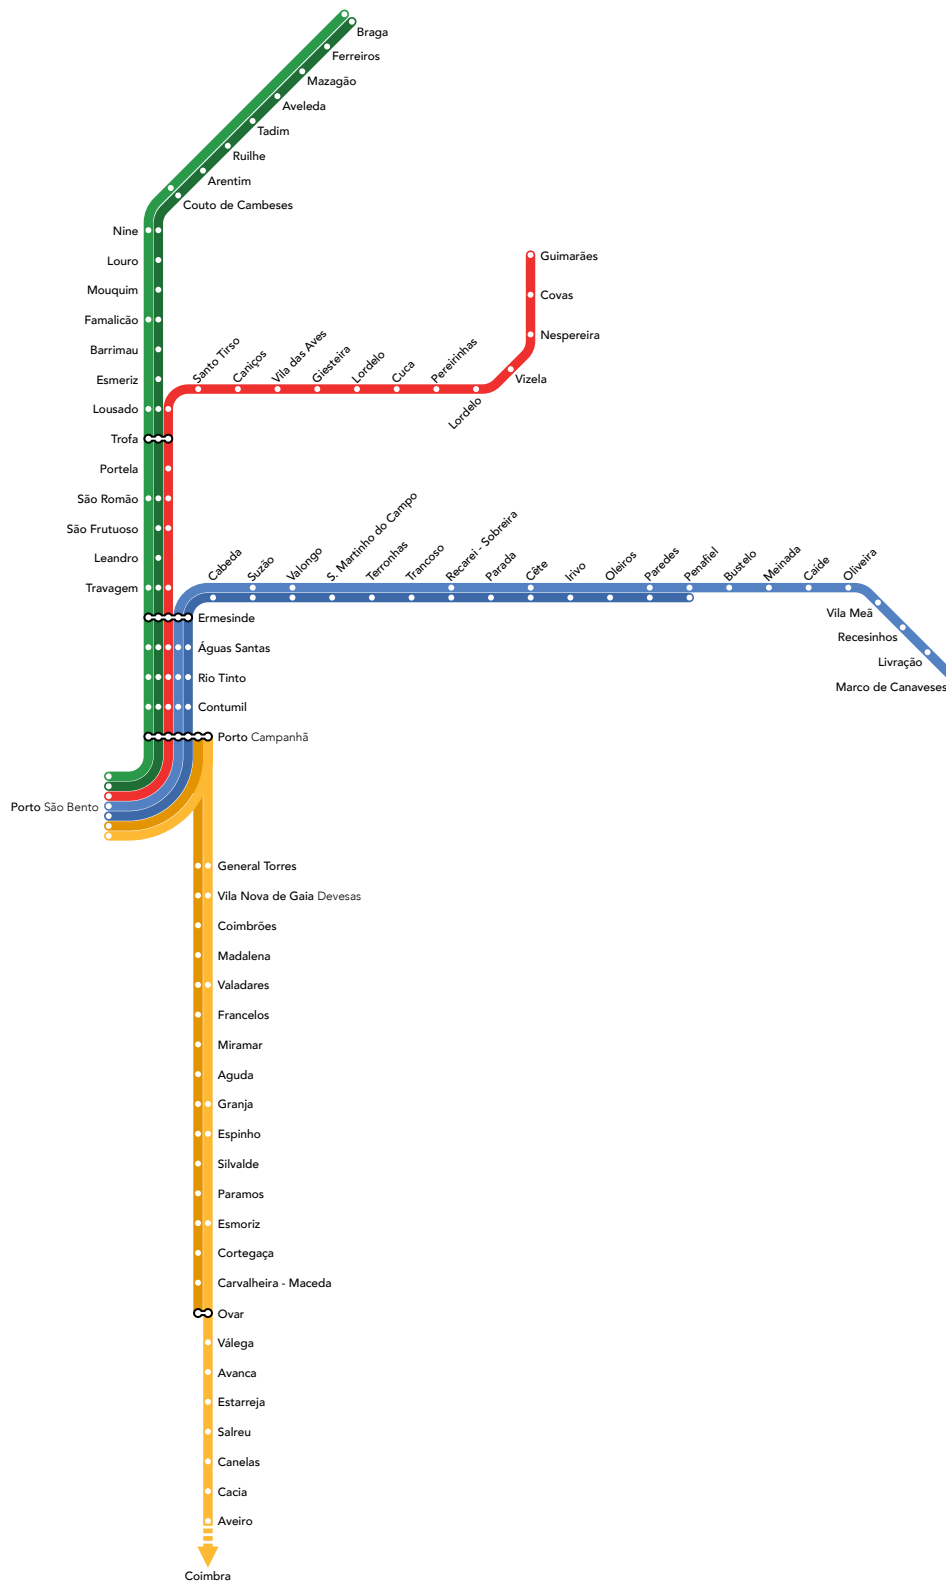 Braga
Ferreiros
Mazagão
Aveleda
Tadim
Ruilhe
Arentim
Couto de Cambeses
Nine
Louro
Mouquim
Famalicão
Barrimau
Esmeriz
Lousado
Trofa
Portela
São Romão
São Frutuoso
Leandro
Travagem
Guimarães
Covas
Nespereira
Vizela
Santo Tirso
Caniços
Vila das Aves
Giesteira
Lordelo
Cuca
Pereirinhas
Lordelo
Cabeda
Suzão
Valongo
S. Martinho do Campo
Terronhas
Trancoso
Recarei - Sobreira
Parada
Cête
Irivo
Oleiros
Paredes
Penafiel
Bustelo
Meinada
Caíde
Oliveira
Vila Meã
Recesinhos
Livração
Marco de Canaveses
Ermesinde
Águas Santas
Rio Tinto
Contumil
Porto Campanhã
Porto São Bento
General Torres
Vila Nova de Gaia Devesas
Coimbrões
Madalena
Valadares
Francelos
Miramar
Aguda
Granja
Espinho
Silvalde
Paramos
Esmoriz
Cortegaça
Carvalheira - Maceda
Ovar
Válega
Avanca
Estarreja
Salreu
Canelas
Cacia
Aveiro
Coimbra